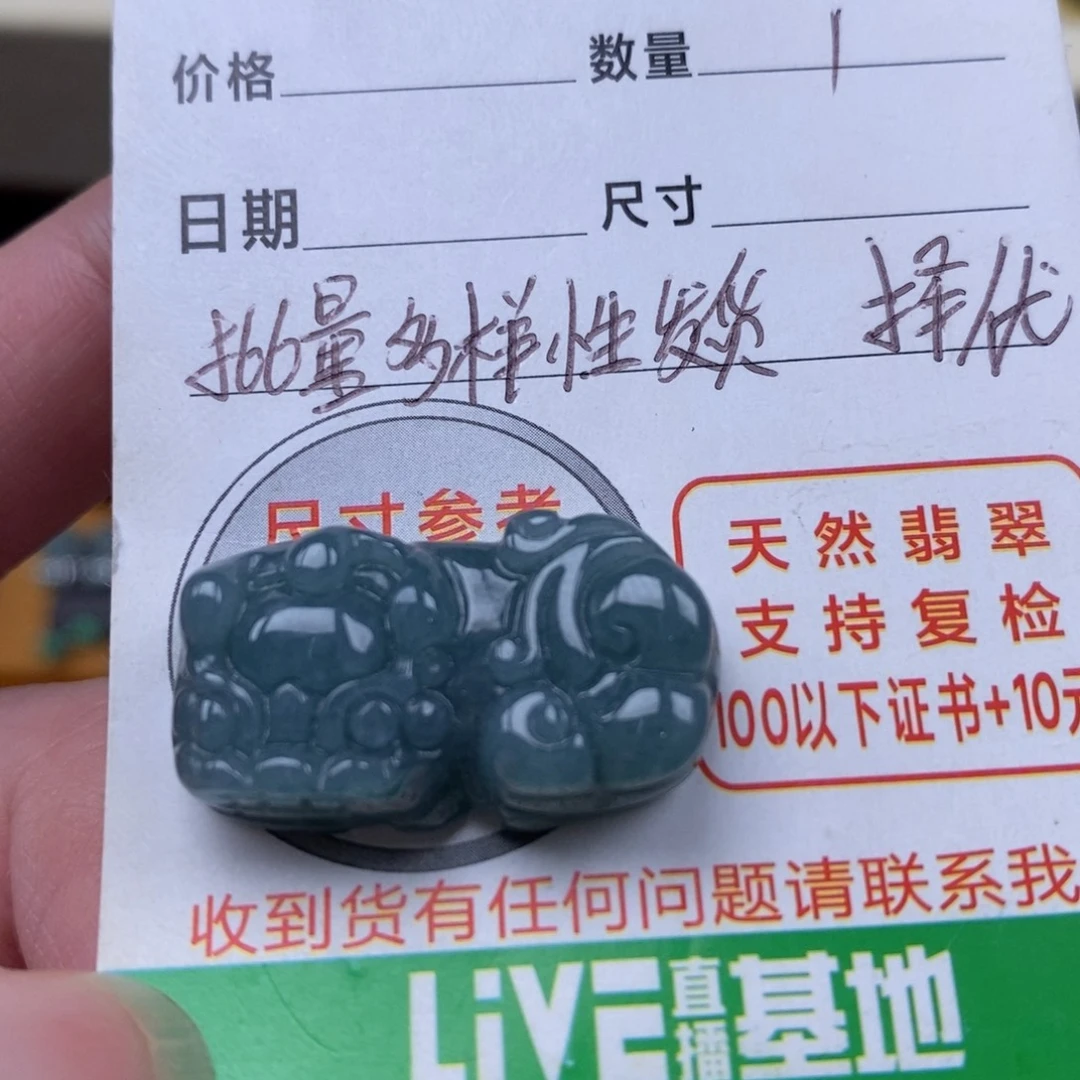 价格 数量 1
日期 尺寸
批量多样性发货 择优
尺寸参考
天然翡翠
支持复检
100以下证书+10元
收到货有任何问题请联系我
LiVE直播基地